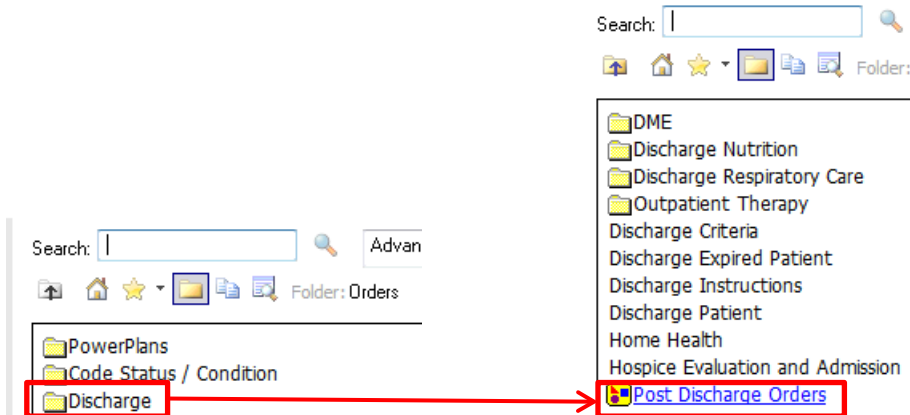 Search:
Advan
Folder: Orders
PowerPlans
Code Status / Condition
Discharge
Search:
Folder:
DME
Discharge Nutrition
Discharge Respiratory Care
Outpatient Therapy
Discharge Criteria
Discharge Expired Patient
Discharge Instructions
Discharge Patient
Home Health
Hospice Evaluation and Admission
Post Discharge Orders